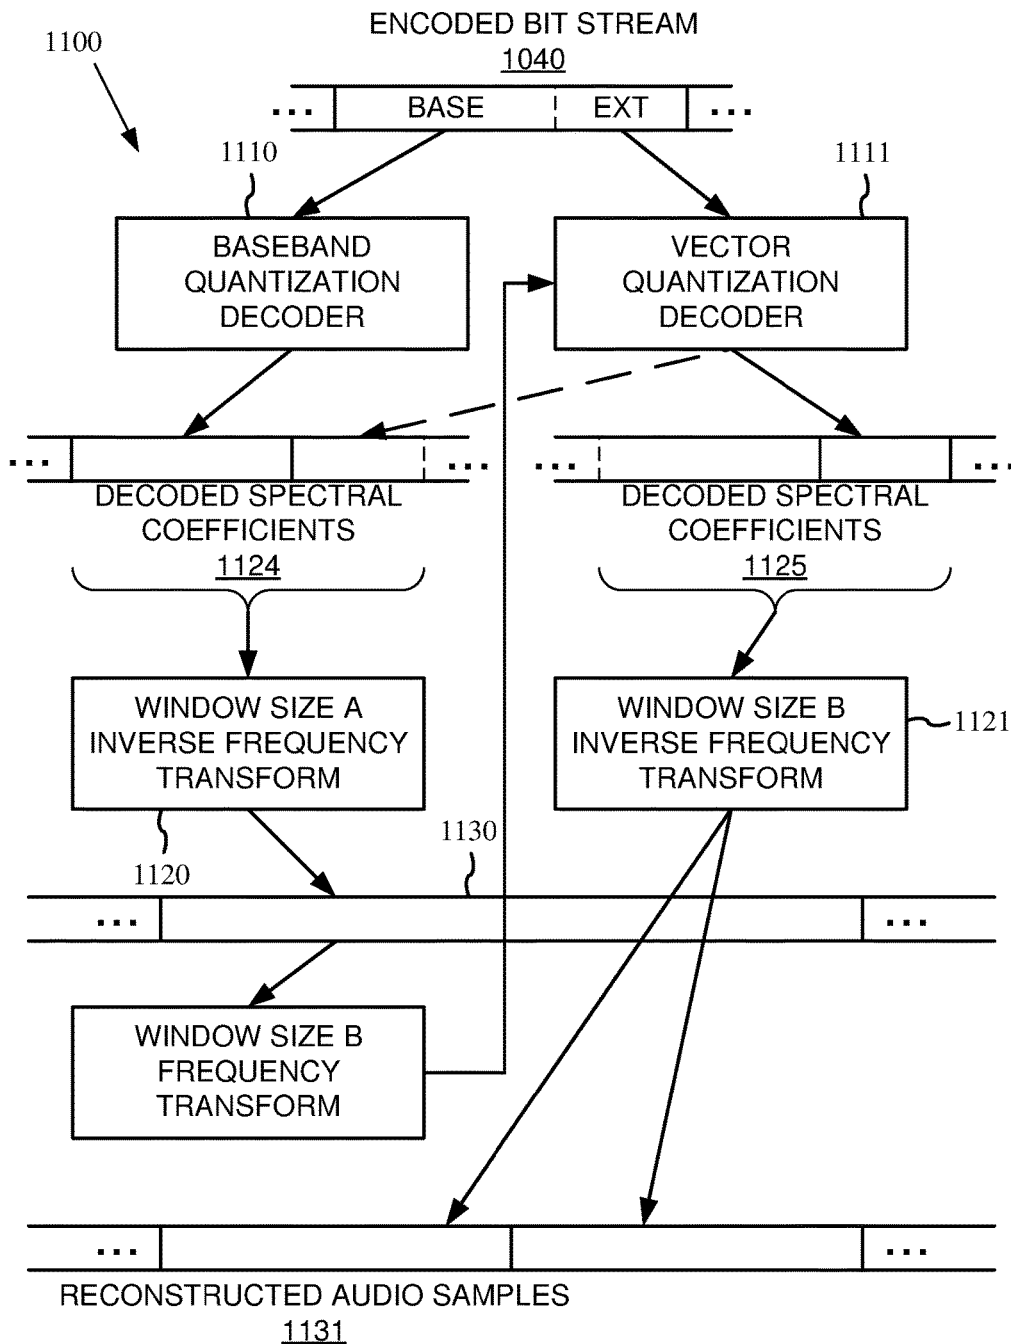 ENCODED BIT STREAM
1040
1100
... BASE EXT ...
1110
1111
BASEBAND
QUANTIZATION
DECODER
VECTOR
QUANTIZATION
DECODER
... ... ... ...
DECODED SPECTRAL
COEFFICIENTS
1124
DECODED SPECTRAL
COEFFICIENTS
1125
WINDOW SIZE A
INVERSE FREQUENCY
TRANSFORM
WINDOW SIZE B
INVERSE FREQUENCY
TRANSFORM
1121
1120
1130
... ...
WINDOW SIZE B
FREQUENCY
TRANSFORM
... ...
RECONSTRUCTED AUDIO SAMPLES
1131